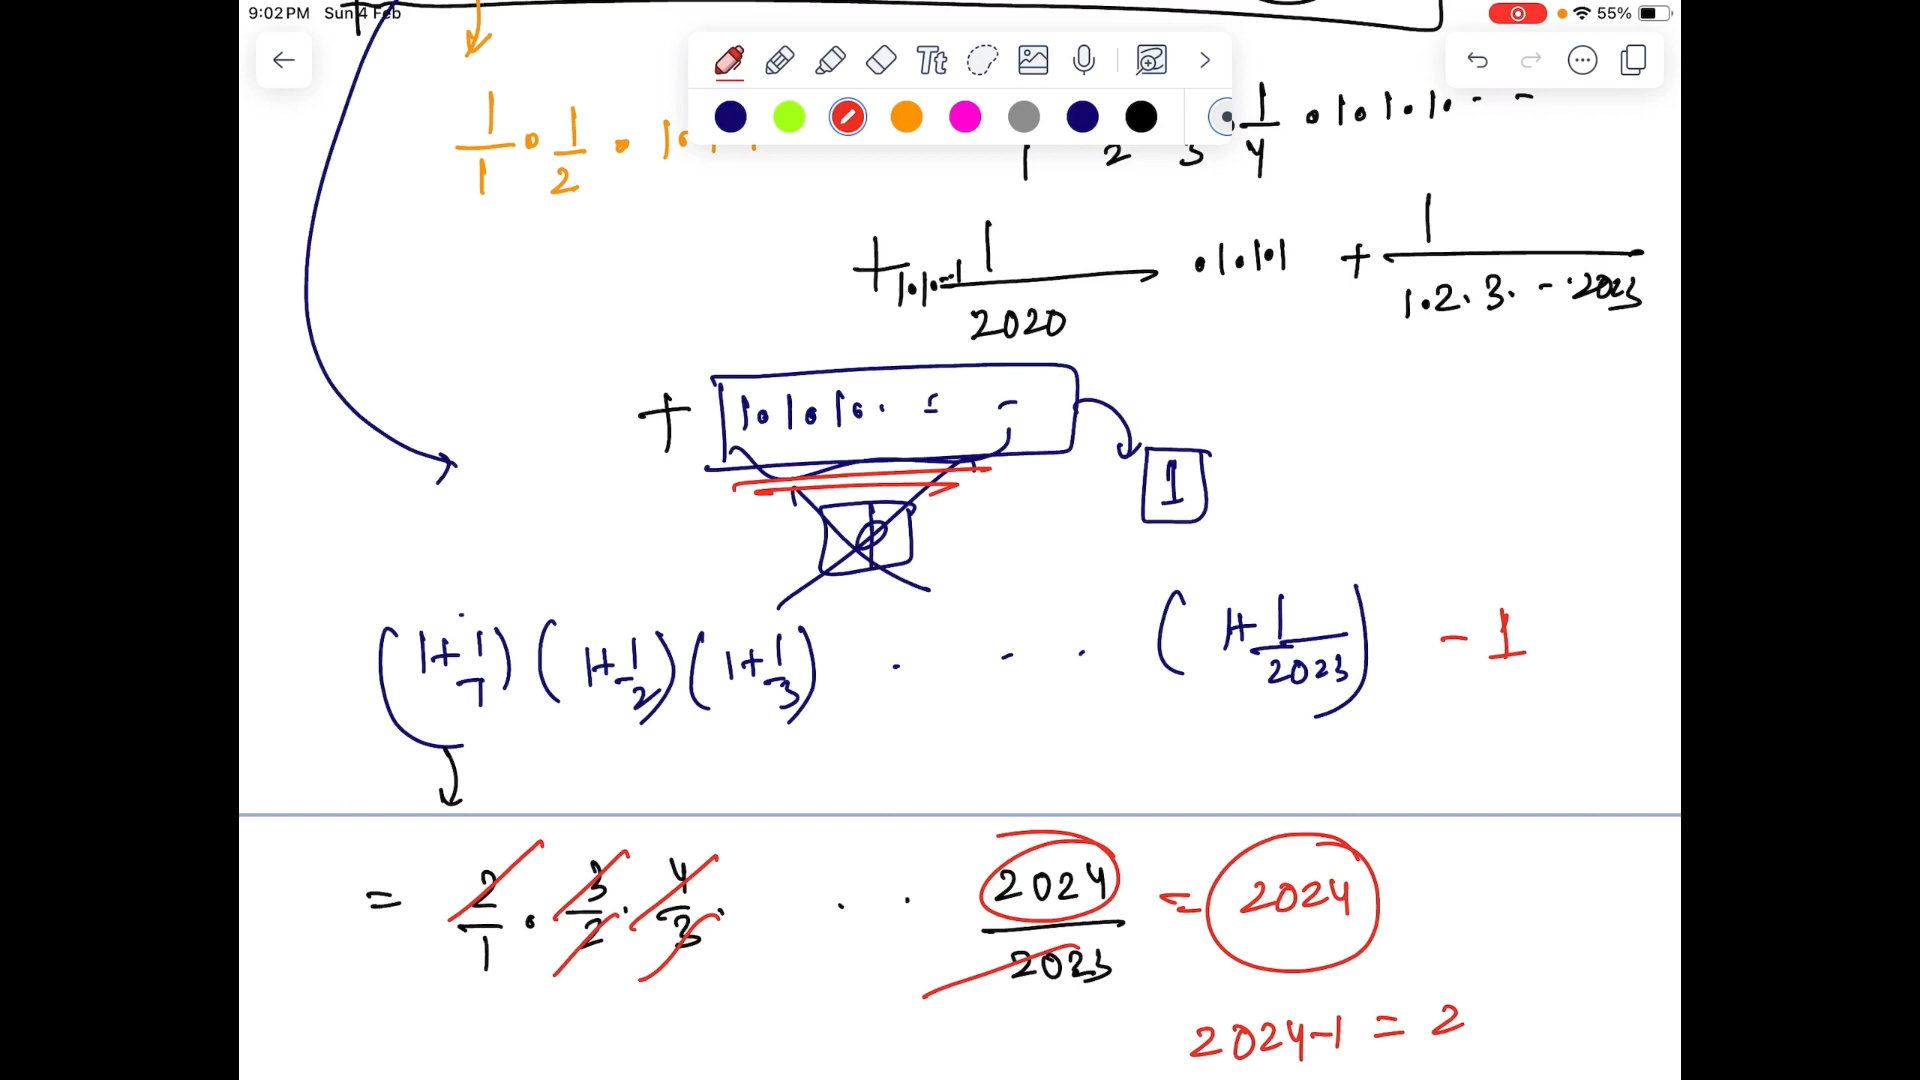 9:02 PM Sun 4 Feb 55%
Tt
1/1 · 1/2 · 1 ·
1 2 3 · 1/4 · 1 · 1 · 1 · - -
+ 1 · 1 · - 1 1/2020 · 1 · 1 · 1 + 1/(1 · 2 · 3 · - · · 2023)
+ 1 · 1 · 1 · 1 · · - -
1
(1 + 1/1) (1 + 1/2) (1 + 1/3) . . . (1 + 1/2023) - 1
= 2/1 · 3/2 · 4/3 · . . 2024/2023 = 2024
2024-1 = 2